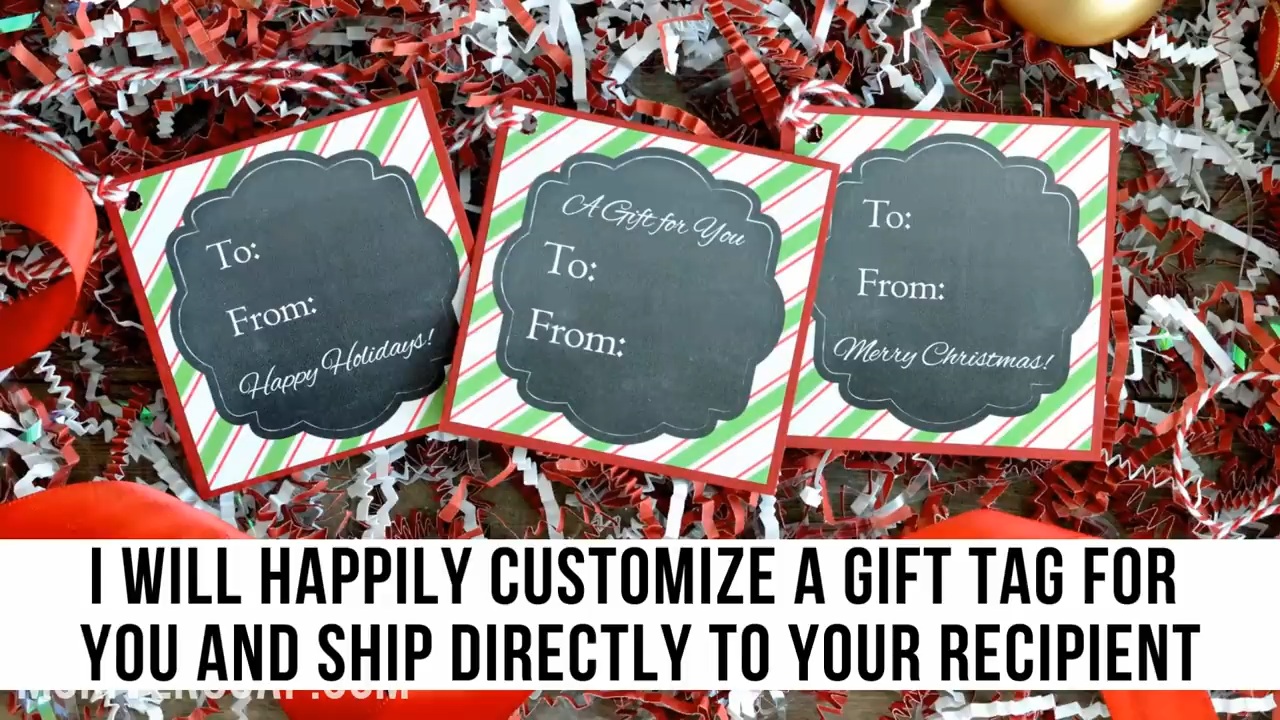 To:
From:
Happy Holidays!
A Gift for You
To:
From:
To:
From:
Merry Christmas!
I WILL HAPPILY CUSTOMIZE A GIFT TAG FOR
YOU AND SHIP DIRECTLY TO YOUR RECIPIENT